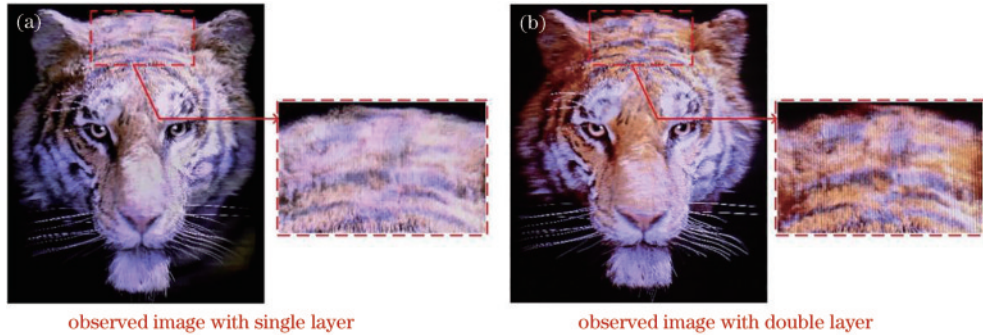 (a)
(b)
observed image with single layer
observed image with double layer